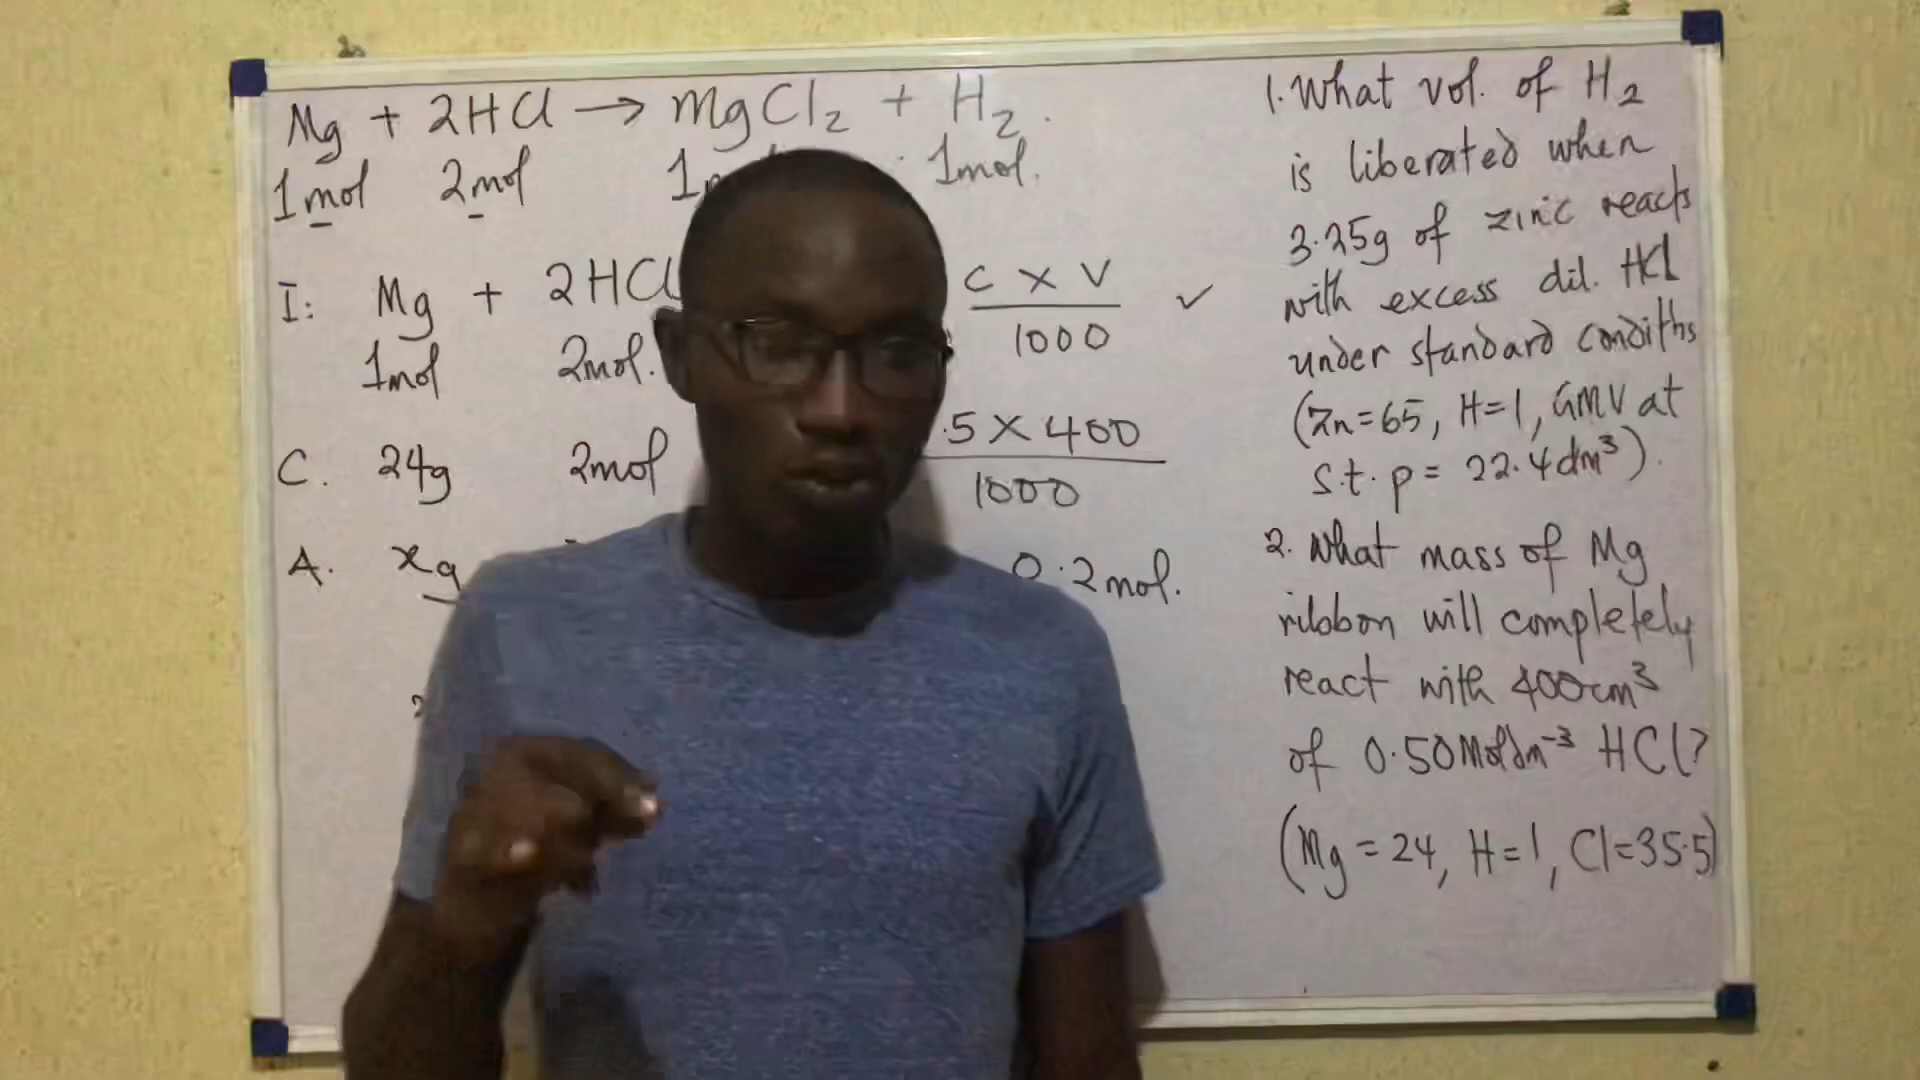 Mg + 2HCl → MgCl₂ + H₂.
1mol 2mol 1mol.
I: Mg + 2HCl
1mol 2mol.
C. 24g 2mol
A. xg
C X V ✓
1000
.5 X 400
1000
0.2mol.
1. What vol. of H₂
is liberated when
3.25g of zinc reacts
with excess dil. HCl
under standard condiths
(Zn=65, H=1, GMV at
s.t.p = 22.4dm³).
2. What mass of Mg
ribbon will completely
react with 400cm³
of 0.50Moldm⁻³ HCl?
(Mg = 24, H=1, Cl=35.5)